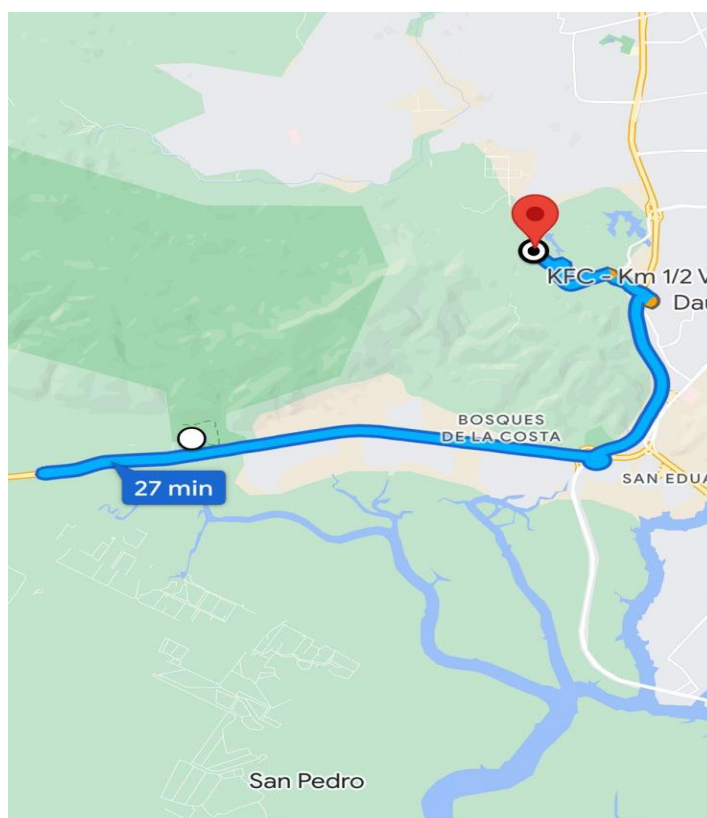 KFC - Km 1/2 V
Dau
BOSQUES
DE LA COSTA
SAN EDUA
27 min
San Pedro